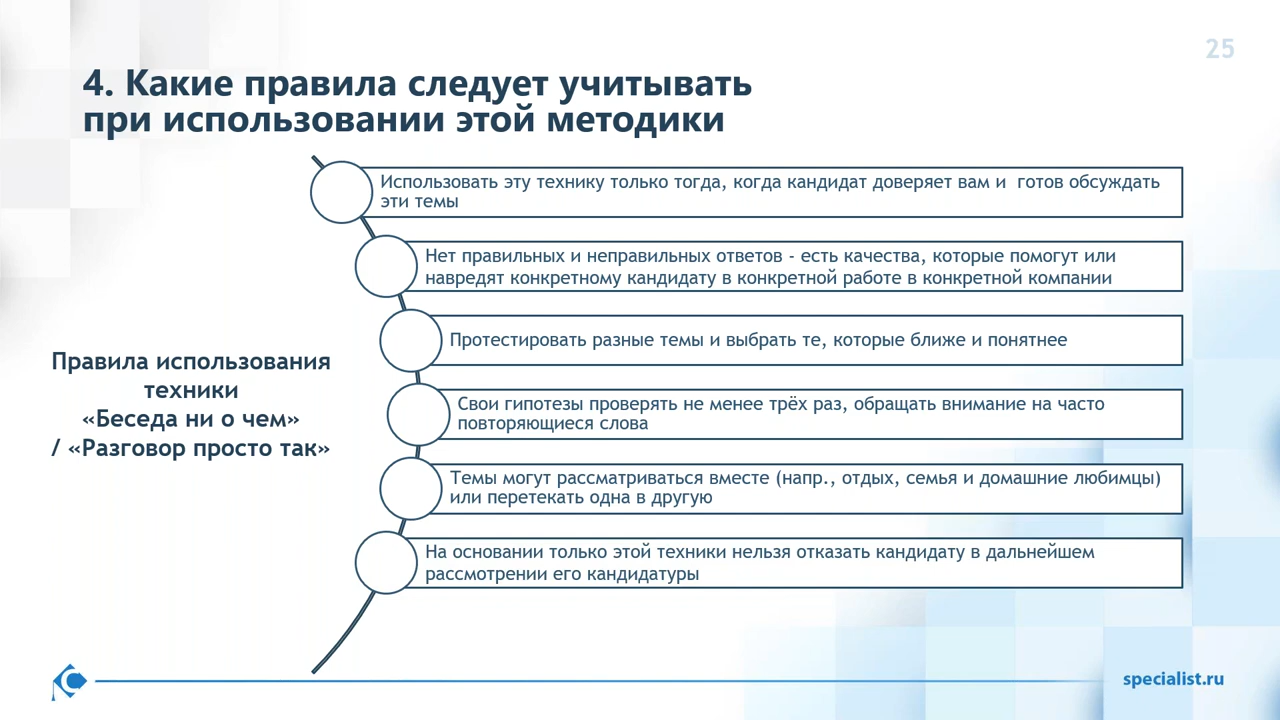 25
4. Какие правила следует учитывать
при использовании этой методики
Использовать эту технику только тогда, когда кандидат доверяет вам и  готов обсуждать
эти темы
Нет правильных и неправильных ответов - есть качества, которые помогут или
навредят конкретному кандидату в конкретной работе в конкретной компании
Протестировать разные темы и выбрать те, которые ближе и понятнее
Правила использования
техники
«Беседа ни о чем»
/ «Разговор просто так»
Свои гипотезы проверять не менее трёх раз, обращать внимание на часто
повторяющиеся слова
Темы могут рассматриваться вместе (напр., отдых, семья и домашние любимцы)
или перетекать одна в другую
На основании только этой техники нельзя отказать кандидату в дальнейшем
рассмотрении его кандидатуры
specialist.ru